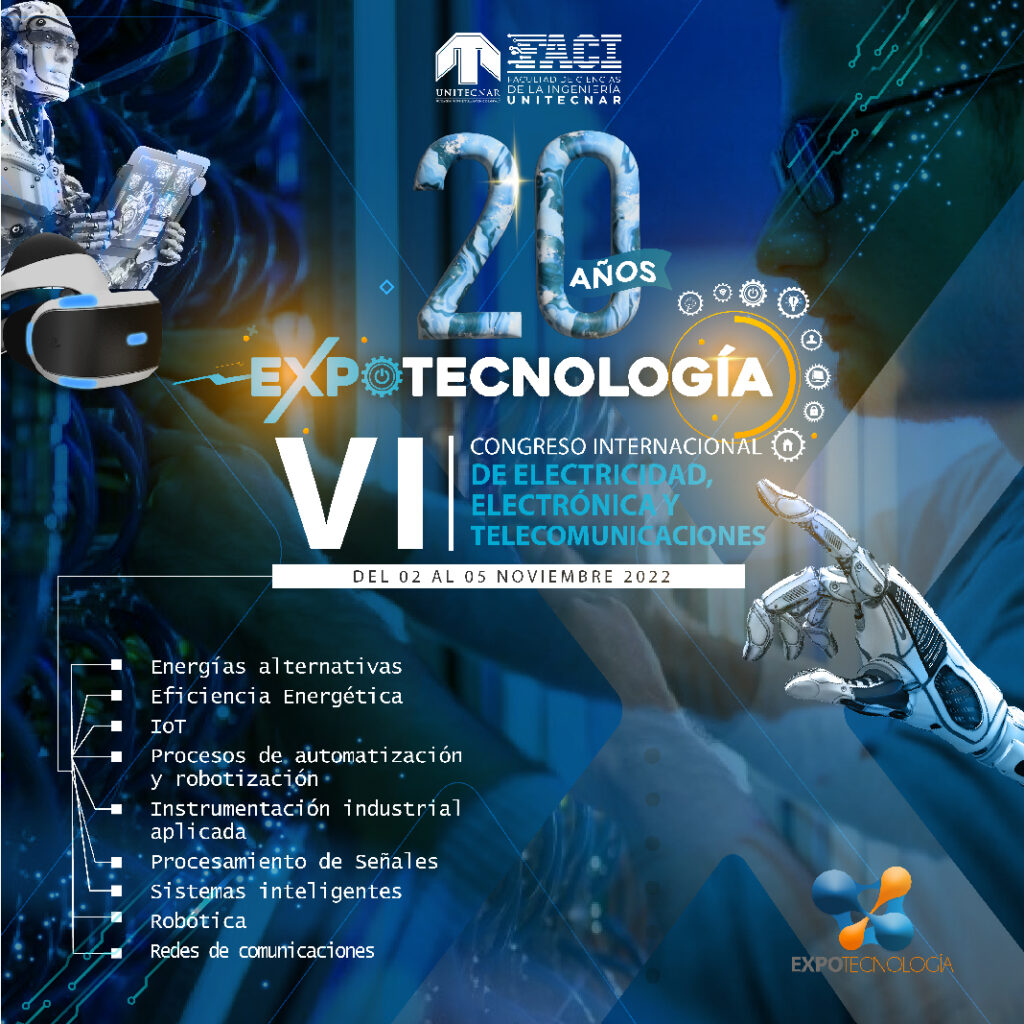 UNITECNAR
FACI
FACULTAD DE CIENCIAS
DE LA INGENIERÍA
UNITECNAR
20
AÑOS
EXPOTECNOLOGÍA
VI
CONGRESO INTERNACIONAL
DE ELECTRICIDAD,
ELECTRÓNICA Y
TELECOMUNICACIONES
DEL 02 AL 05 NOVIEMBRE 2022
Energías alternativas
Eficiencia Energética
IoT
Procesos de automatización
y robotización
Instrumentación industrial
aplicada
Procesamiento de Señales
Sistemas inteligentes
Robótica
Redes de comunicaciones
EXPOTECNOLOGÍA